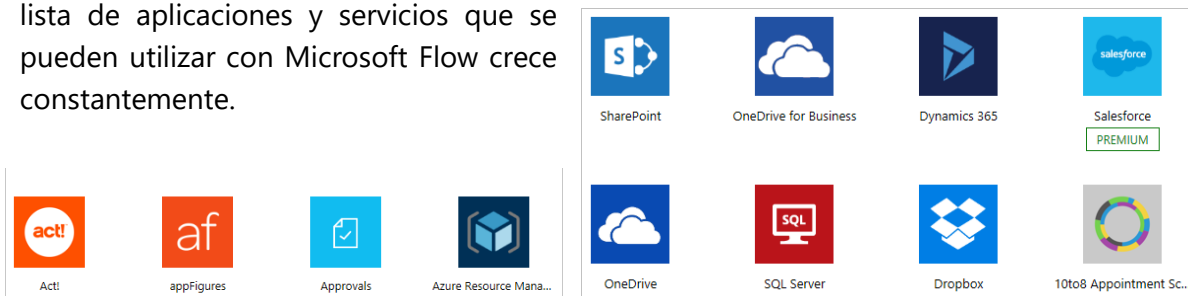 lista de aplicaciones y servicios que se
pueden utilizar con Microsoft Flow crece
constantemente.
act!
af
Act!
appFigures
Approvals
Azure Resource Mana...
S
salesforce
SharePoint
OneDrive for Business
Dynamics 365
Salesforce
PREMIUM
SQL
OneDrive
SQL Server
Dropbox
10to8 Appointment Sc...